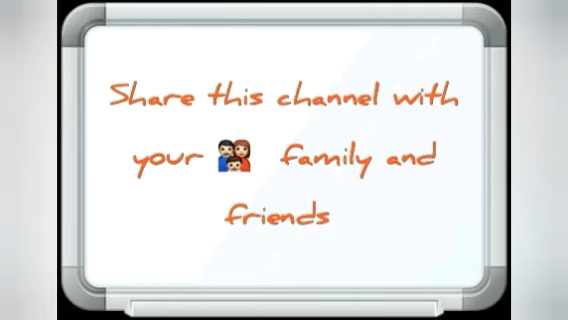 Share this channel with
your 👨‍👩‍👦 family and
friends